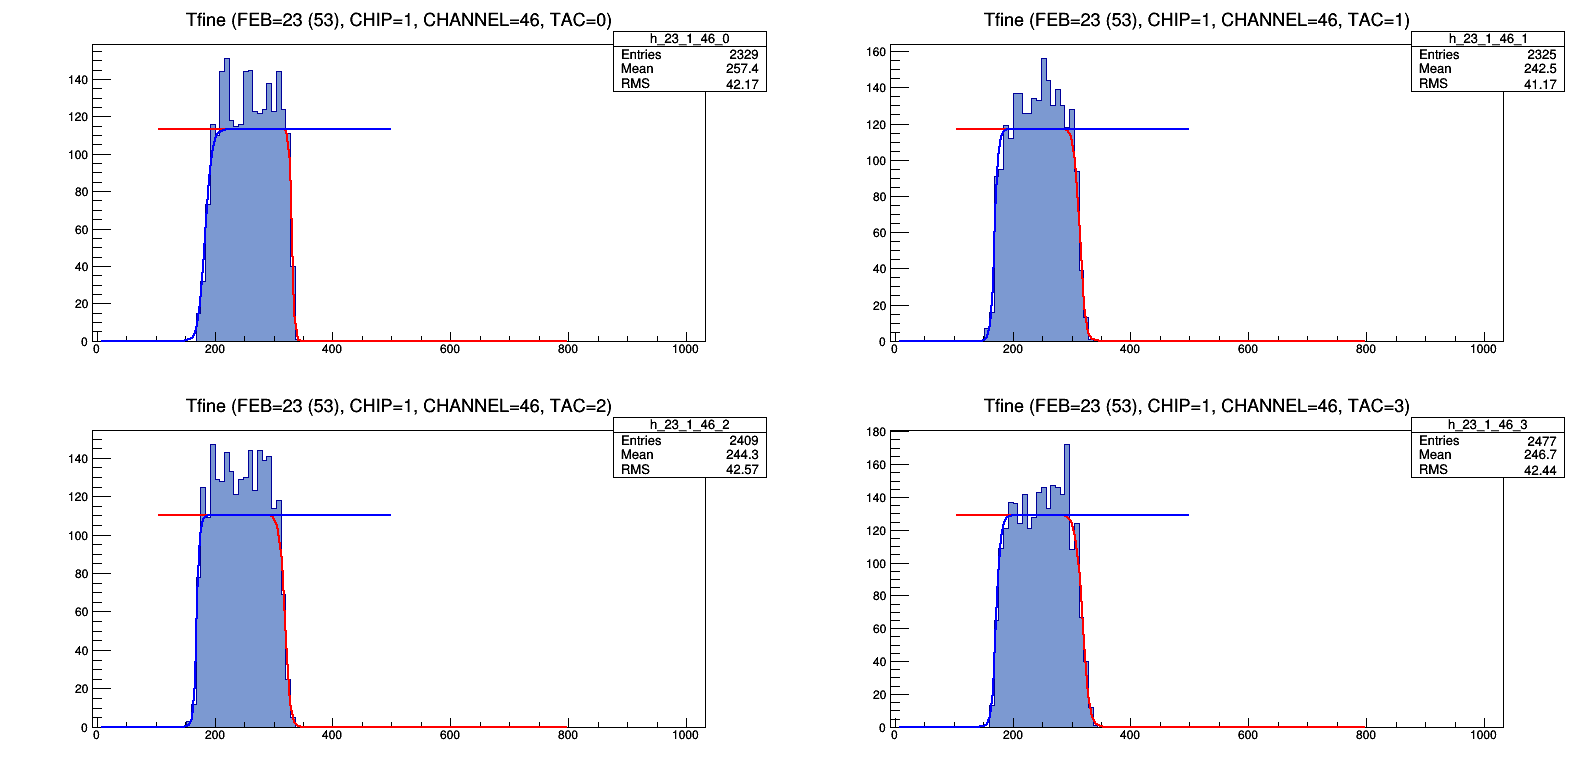 Tfine (FEB=23 (53), CHIP=1, CHANNEL=46, TAC=0)
h_23_1_46_0
Entries 2329
Mean 257.4
RMS 42.17
140
120
100
80
60
40
20
0
0 200 400 600 800 1000
Tfine (FEB=23 (53), CHIP=1, CHANNEL=46, TAC=1)
h_23_1_46_1
Entries 2325
Mean 242.5
RMS 41.17
160
140
120
100
80
60
40
20
0
0 200 400 600 800 1000
Tfine (FEB=23 (53), CHIP=1, CHANNEL=46, TAC=2)
h_23_1_46_2
Entries 2409
Mean 244.3
RMS 42.57
140
120
100
80
60
40
20
0
0 200 400 600 800 1000
Tfine (FEB=23 (53), CHIP=1, CHANNEL=46, TAC=3)
h_23_1_46_3
Entries 2477
Mean 246.7
RMS 42.44
180
160
140
120
100
80
60
40
20
0
0 200 400 600 800 1000